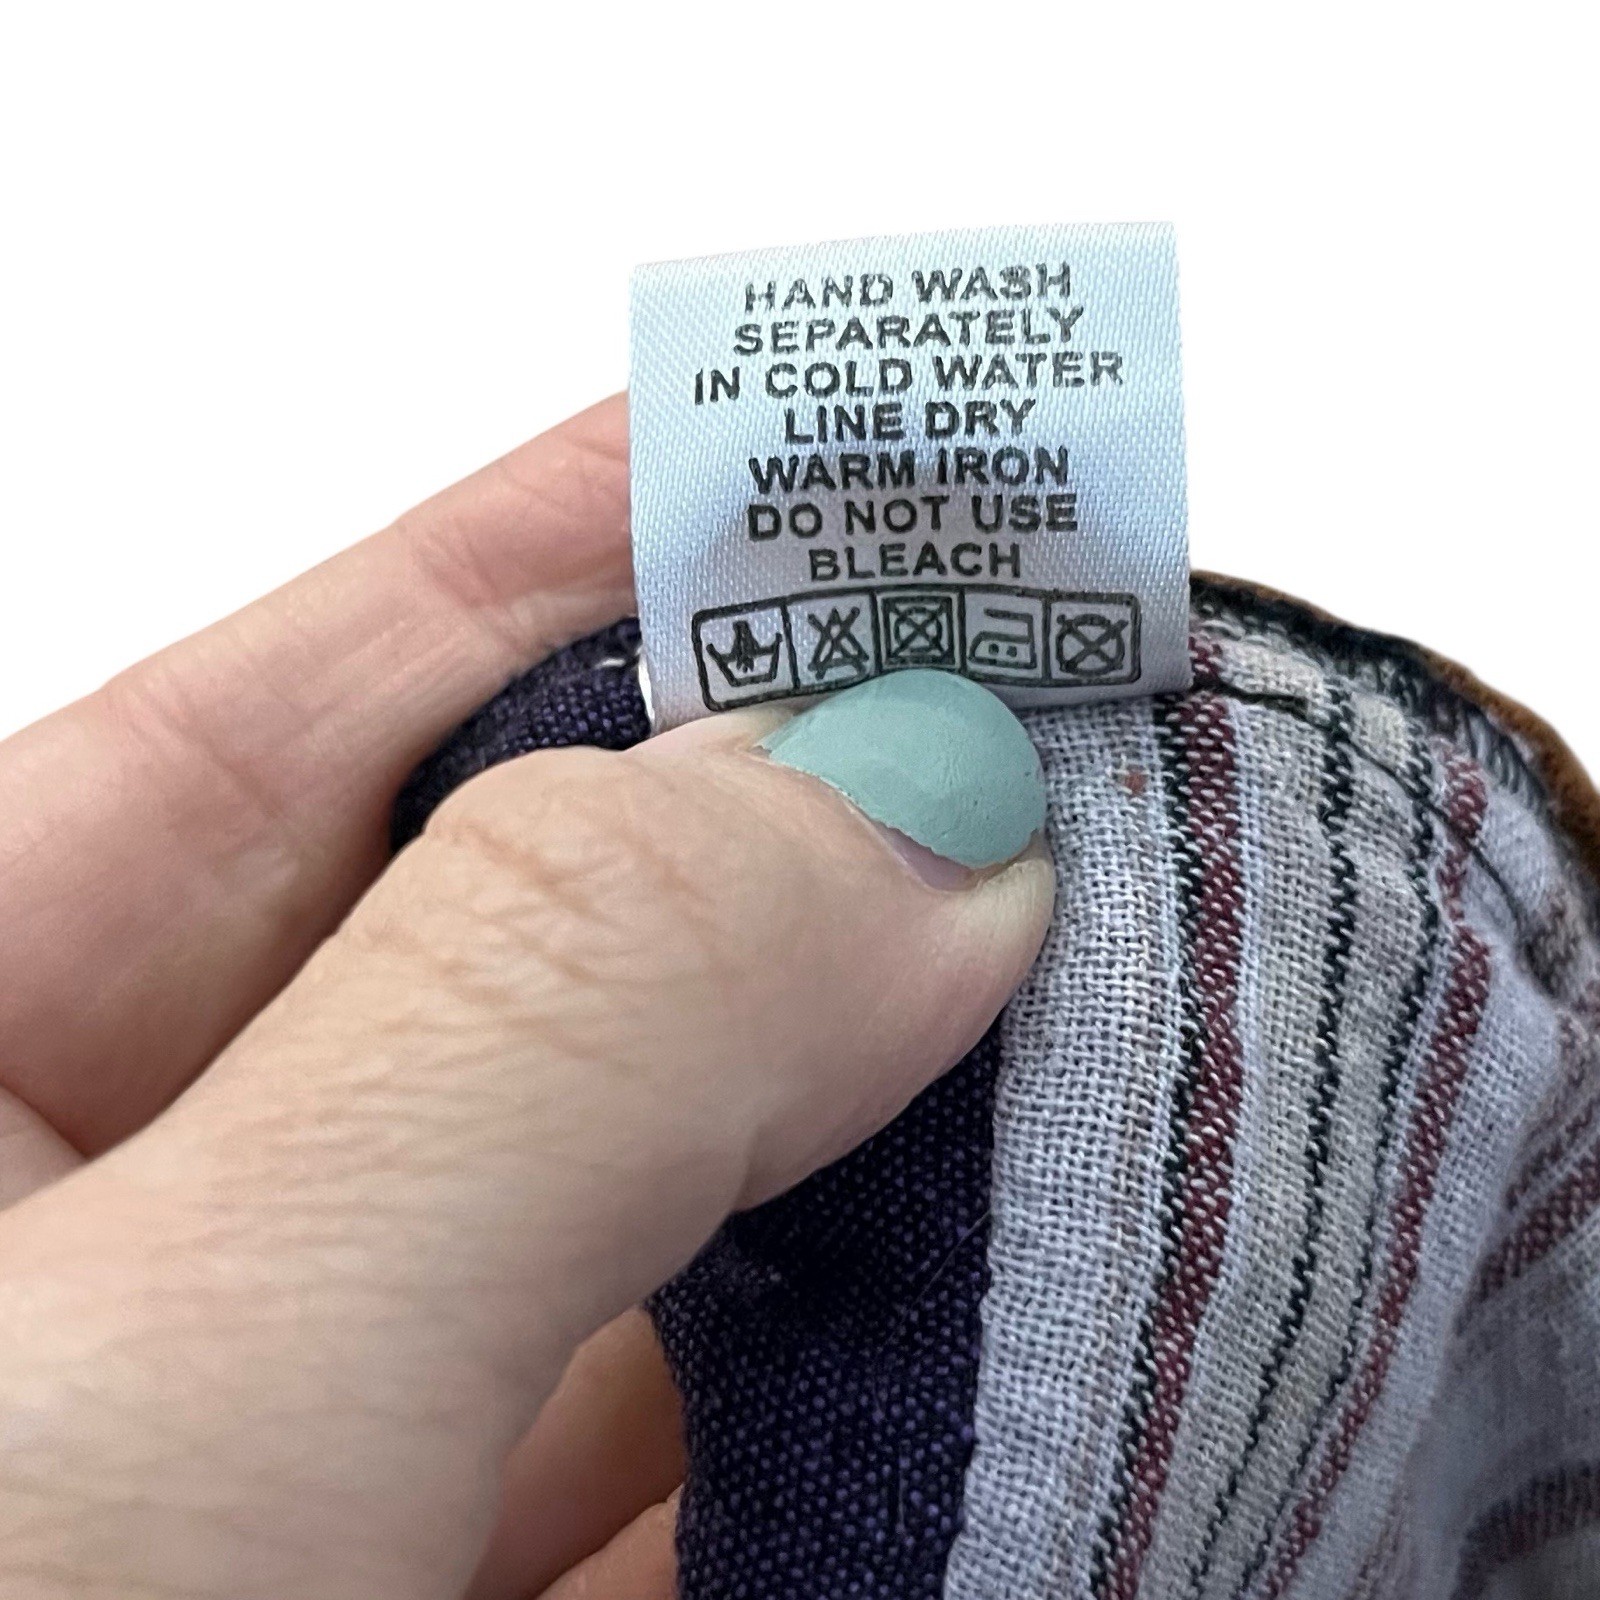 HAND WASH
SEPARATELY
IN COLD WATER
LINE DRY
WARM IRON
DO NOT USE
BLEACH